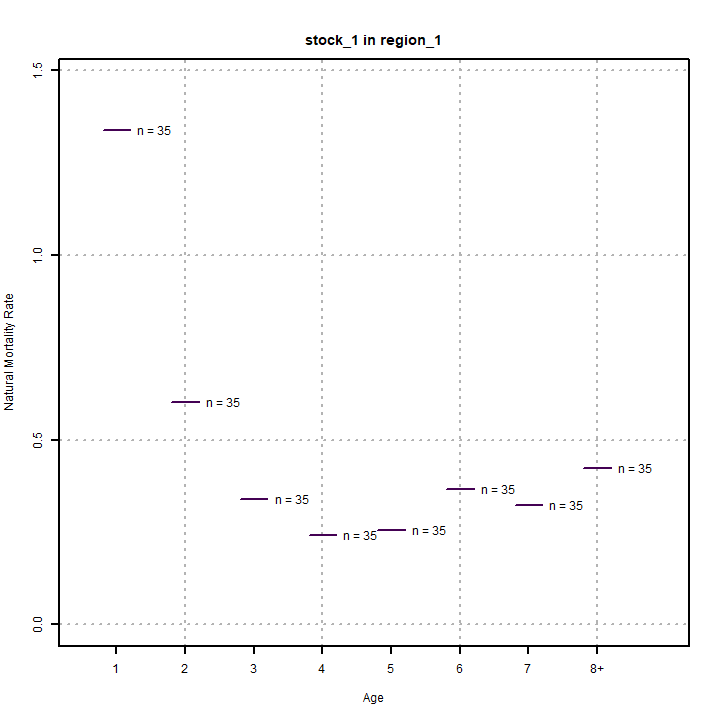 stock_1 in region_1
Natural Mortality Rate
1.5
1.0
0.5
0.0
n = 35
n = 35
n = 35
n = 35
n = 35
n = 35
n = 35
n = 35
1 2 3 4 5 6 7 8+
Age